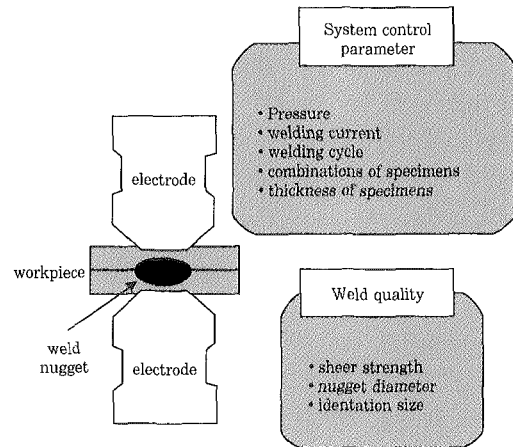 System control
parameter
• Pressure
• welding current
• welding cycle
• combinations of specimens
• thickness of specimens
electrode
workpiece
weld
nugget
electrode
Weld quality
• sheer strength
• nugget diameter
• identation size